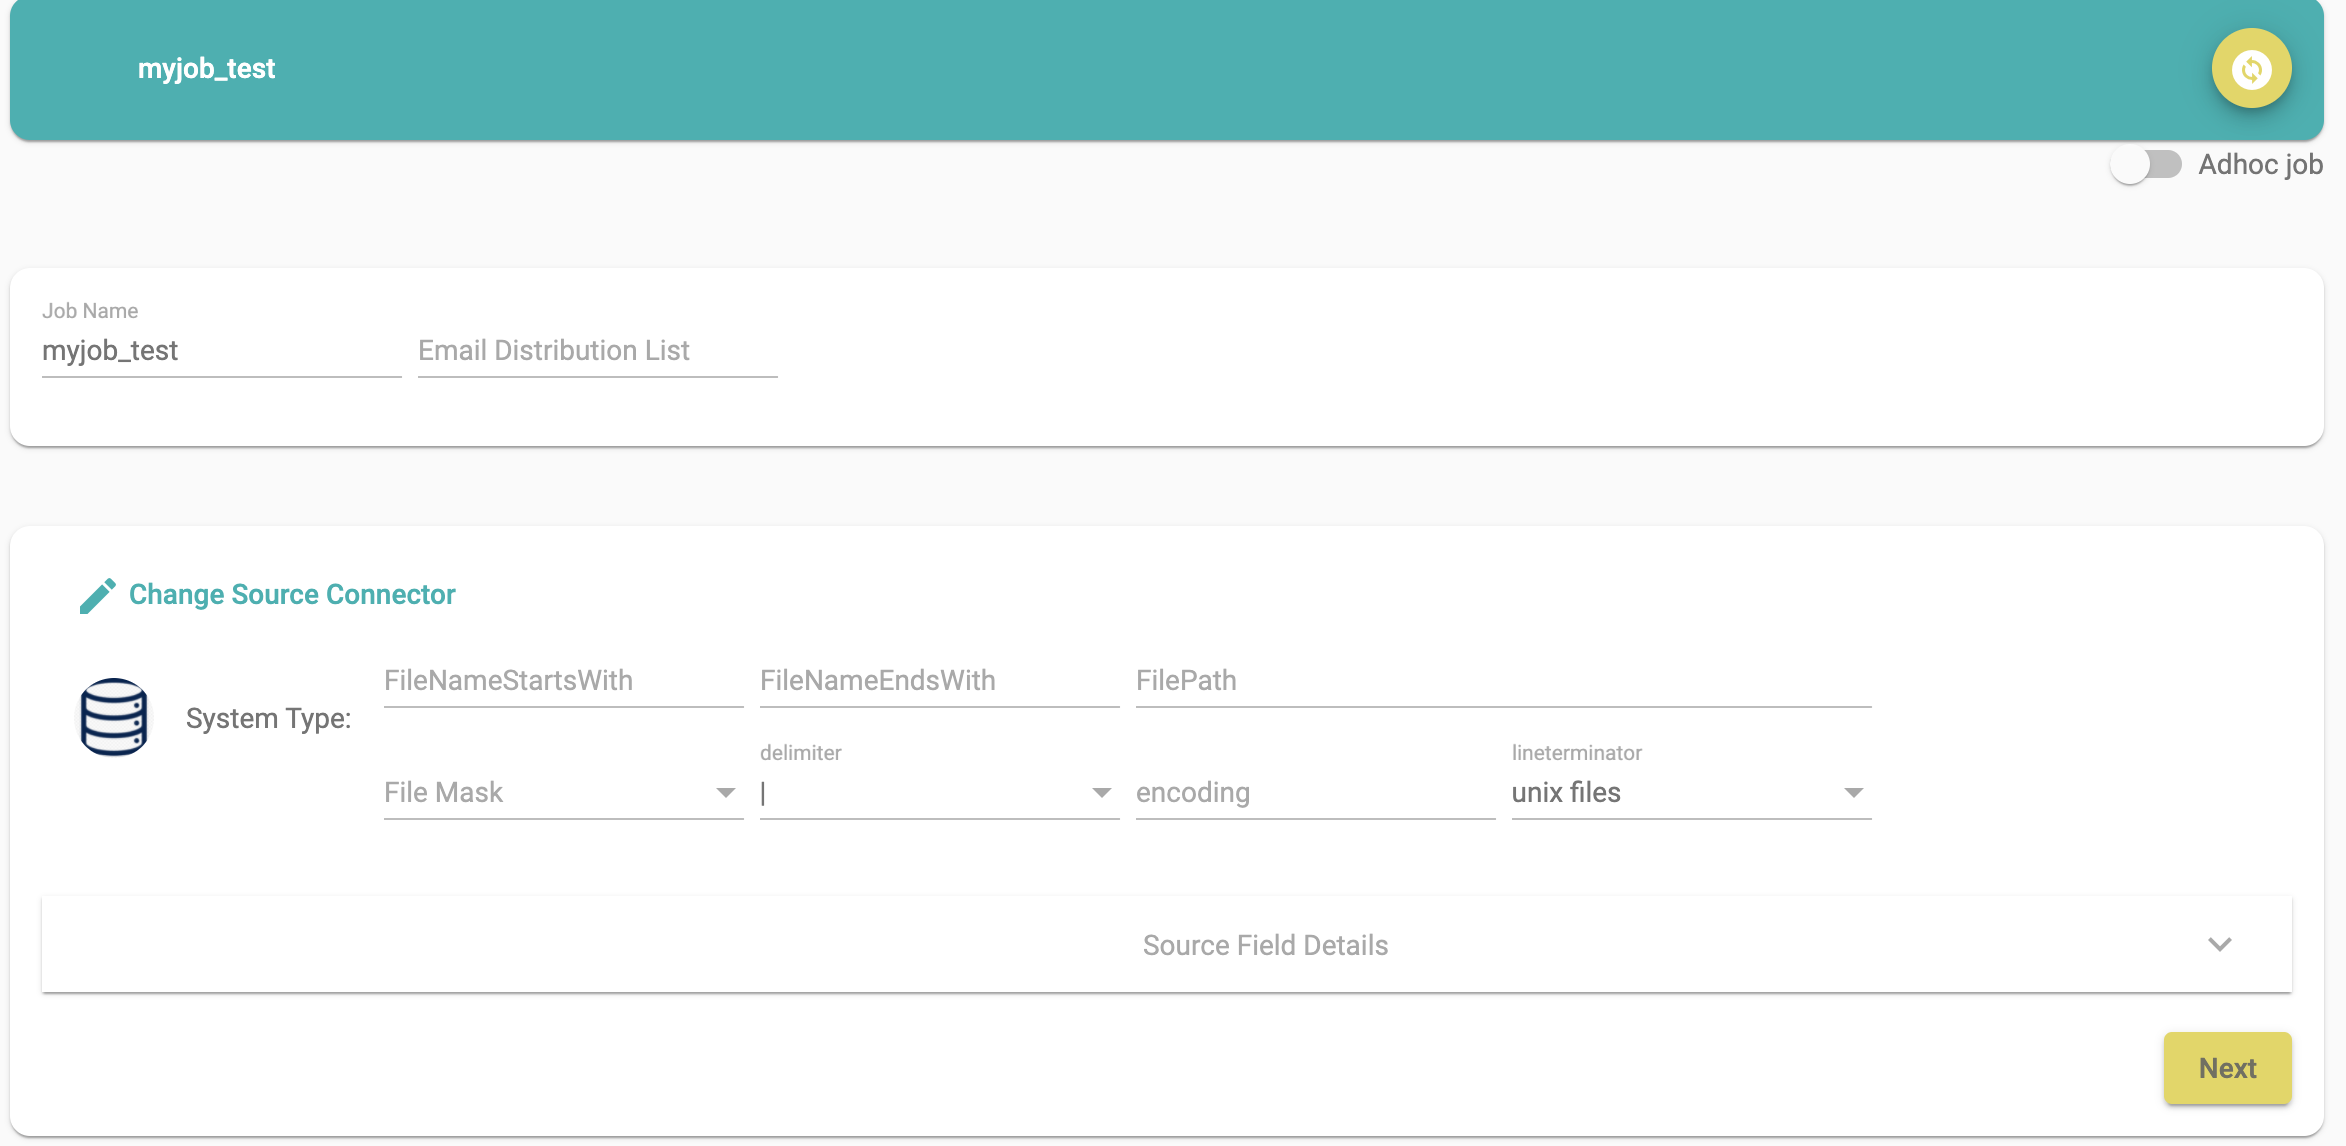 myjob_test
Adhoc job
Job Name
myjob_test
Email Distribution List
Change Source Connector
System Type:
FileNameStartsWith
FileNameEndsWith
FilePath
File Mask
delimiter
|
encoding
lineterminator
unix files
Source Field Details
Next